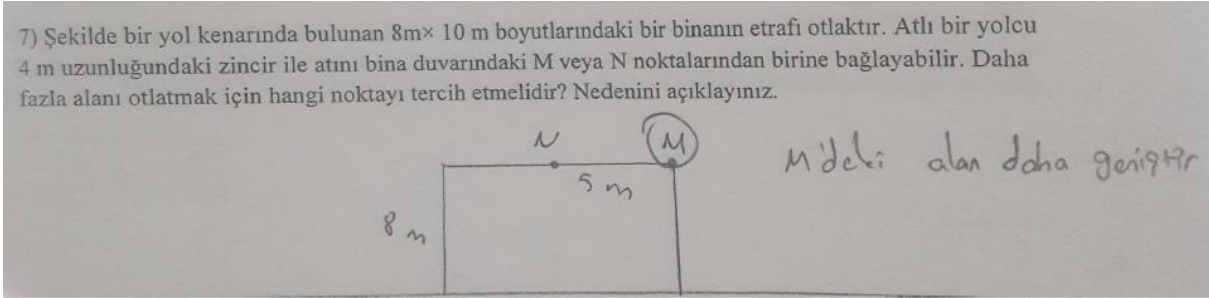 7) Şekilde bir yol kenarında bulunan 8m× 10 m boyutlarındaki bir binanın etrafı otlaktır. Atlı bir yolcu
4 m uzunluğundaki zincir ile atını bina duvarındaki M veya N noktalarından birine bağlayabilir. Daha
fazla alanı otlatmak için hangi noktayı tercih etmelidir? Nedenini açıklayınız.
N M
M'deki alan daha geniştir
5 m
8 m